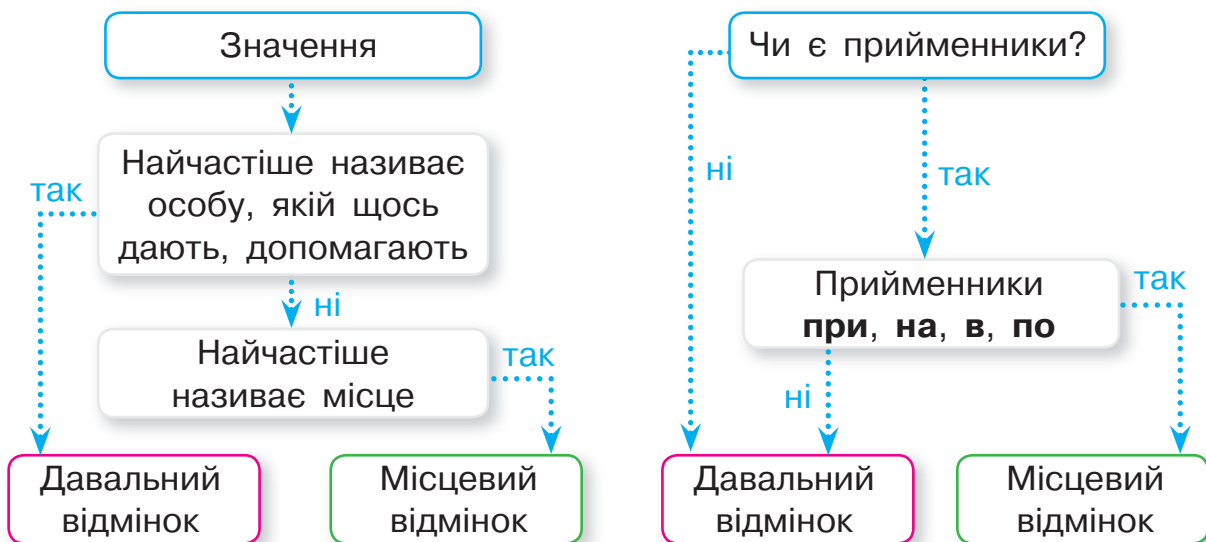 Значення
Найчастіше називає
особу, якій щось
дають, допомагають
так
ні
Найчастіше
називає місце
так
Давальний
відмінок
Місцевий
відмінок
Чи є прийменники?
ні
так
Прийменники
при, на, в, по
так
ні
Давальний
відмінок
Місцевий
відмінок